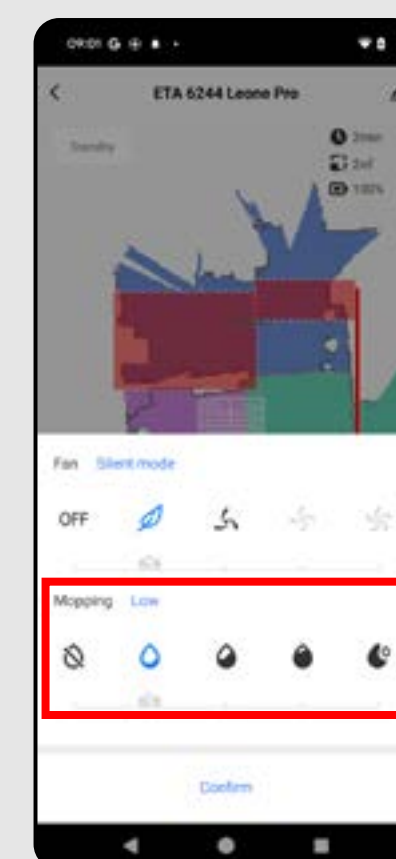 09:01 G
ETA 6244 Leone Pro
Standby
2min
2㎡
100%
Fan Silent mode
OFF
Mopping Low
Confirm